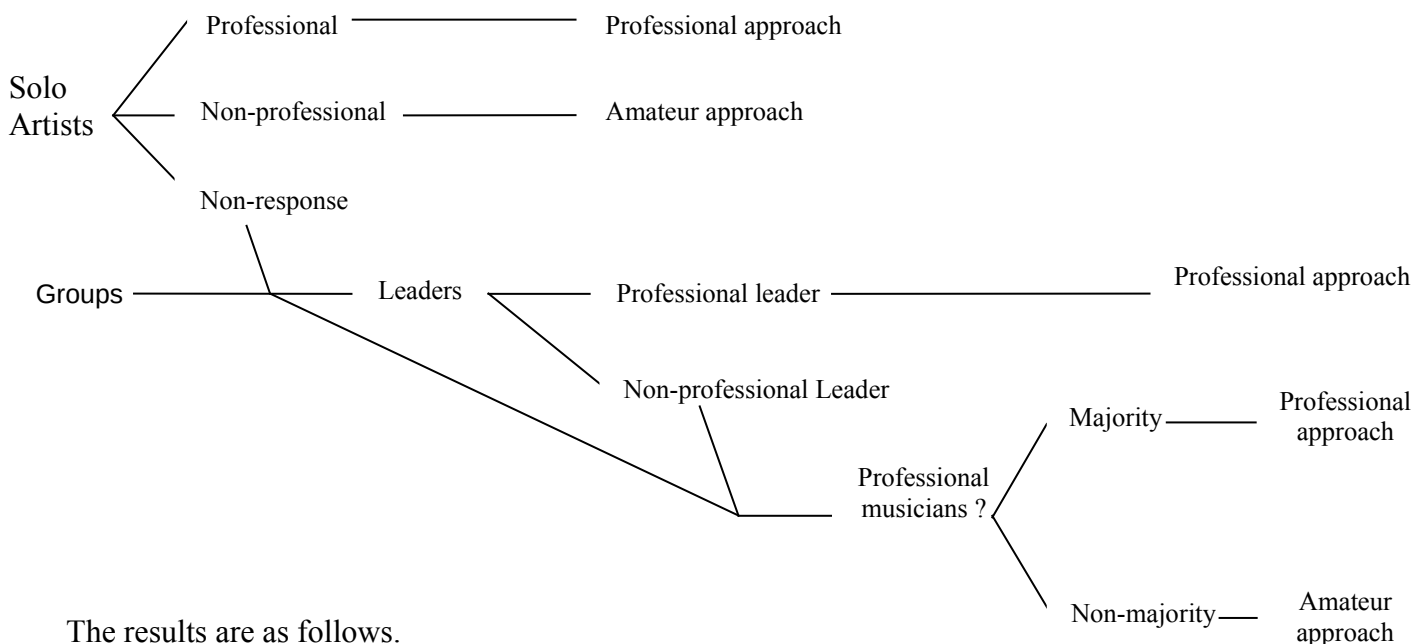 Professional
Professional approach
Solo
Artists
Non-professional
Amateur approach
Non-response
Groups
Leaders
Professional leader
Professional approach
Non-professional Leader
Majority
Professional
approach
Professional
musicians ?
Non-majority
Amateur
approach
The results are as follows.